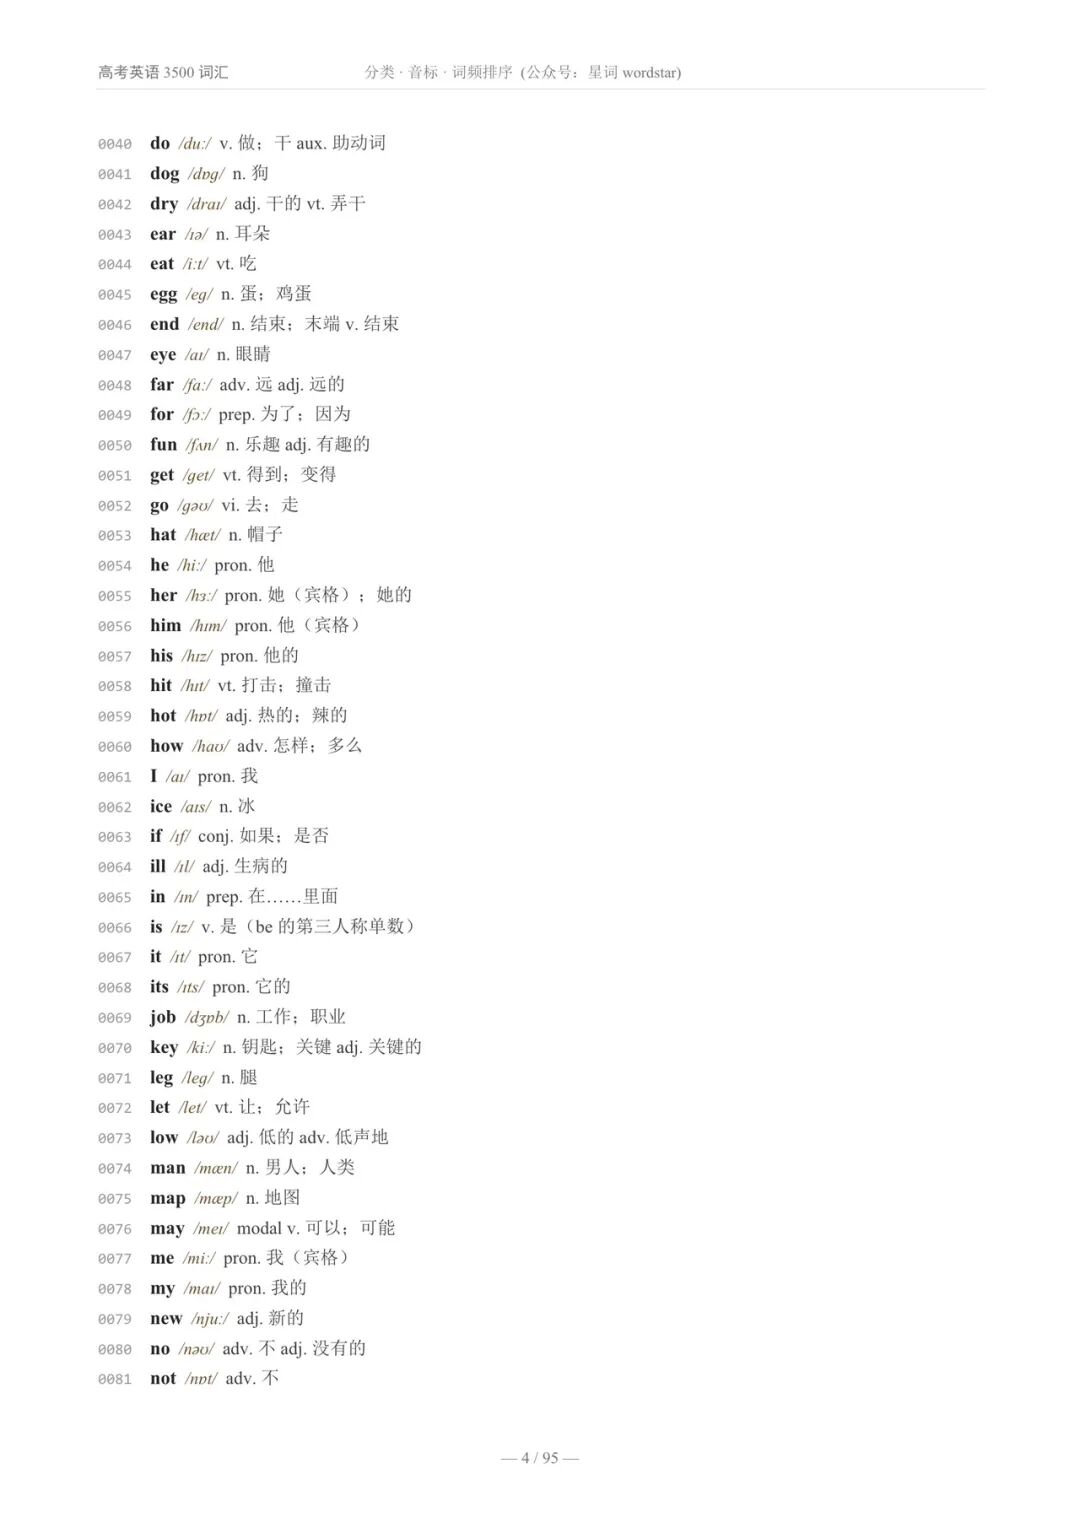 高考英语 3500 词汇 分类 · 音标 · 词频排序 (公众号：星词 wordstar)
0040 do /duː/ v. 做；干 aux. 助动词
0041 dog /dɒɡ/ n. 狗
0042 dry /draɪ/ adj. 干的 vt. 弄干
0043 ear /ɪə/ n. 耳朵
0044 eat /iːt/ vt. 吃
0045 egg /eɡ/ n. 蛋；鸡蛋
0046 end /end/ n. 结束；末端 v. 结束
0047 eye /aɪ/ n. 眼睛
0048 far /fɑː/ adv. 远 adj. 远的
0049 for /fɔː/ prep. 为了；因为
0050 fun /fʌn/ n. 乐趣 adj. 有趣的
0051 get /ɡet/ vt. 得到；变得
0052 go /ɡəʊ/ vi. 去；走
0053 hat /hæt/ n. 帽子
0054 he /hiː/ pron. 他
0055 her /hɜː/ pron. 她（宾格）；她的
0056 him /hɪm/ pron. 他（宾格）
0057 his /hɪz/ pron. 他的
0058 hit /hɪt/ vt. 打击；撞击
0059 hot /hɒt/ adj. 热的；辣的
0060 how /haʊ/ adv. 怎样；多么
0061 I /aɪ/ pron. 我
0062 ice /aɪs/ n. 冰
0063 if /ɪf/ conj. 如果；是否
0064 ill /ɪl/ adj. 生病的
0065 in /ɪn/ prep. 在……里面
0066 is /ɪz/ v. 是（be 的第三人称单数）
0067 it /ɪt/ pron. 它
0068 its /ɪts/ pron. 它的
0069 job /dʒɒb/ n. 工作；职业
0070 key /kiː/ n. 钥匙；关键 adj. 关键的
0071 leg /leɡ/ n. 腿
0072 let /let/ vt. 让；允许
0073 low /ləʊ/ adj. 低的 adv. 低声地
0074 man /mæn/ n. 男人；人类
0075 map /mæp/ n. 地图
0076 may /meɪ/ modal v. 可以；可能
0077 me /miː/ pron. 我（宾格）
0078 my /maɪ/ pron. 我的
0079 new /njuː/ adj. 新的
0080 no /nəʊ/ adv. 不 adj. 没有的
0081 not /nɒt/ adv. 不
— 4 / 95 —